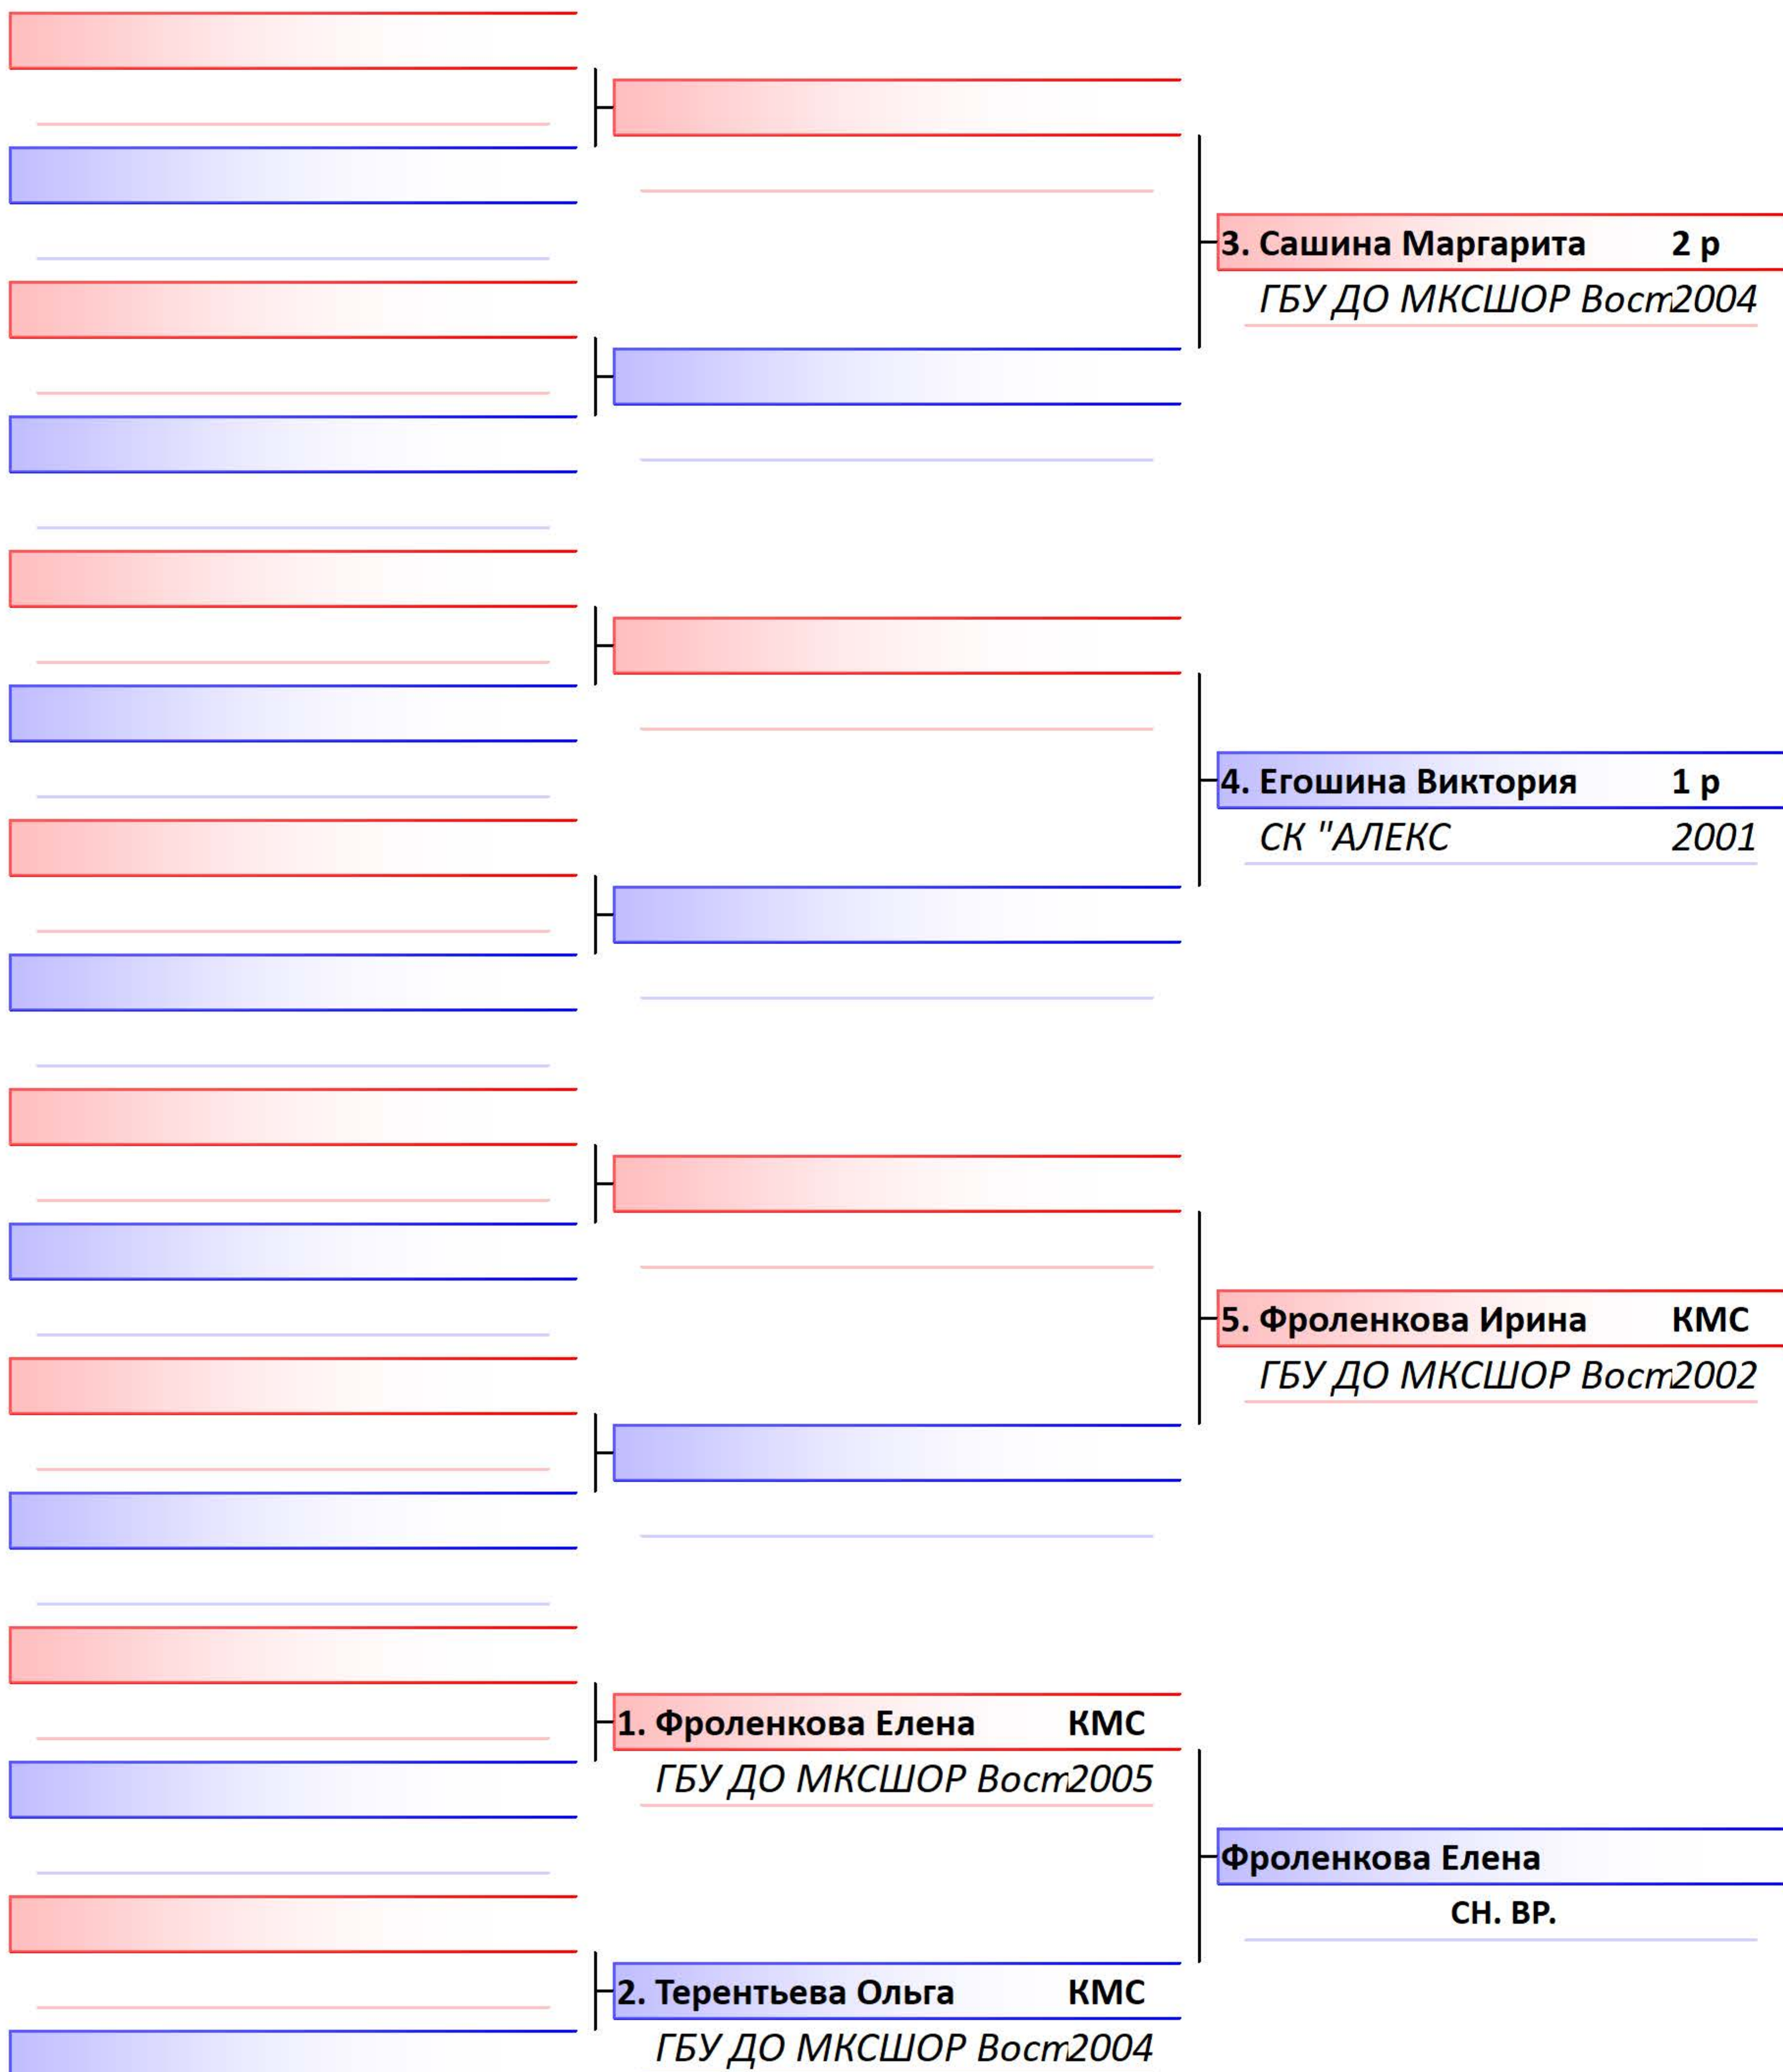 3. Сашина Маргарита 2 р
ГБУ ДО МКСШОР Вост2004
4. Егошина Виктория 1 р
СК "АЛЕКС 2001
5. Фроленкова Ирина КМС
ГБУ ДО МКСШОР Вост2002
1. Фроленкова Елена КМС
ГБУ ДО МКСШОР Вост2005
Фроленкова Елена
СН. ВР.
2. Терентьева Ольга КМС
ГБУ ДО МКСШОР Вост2004